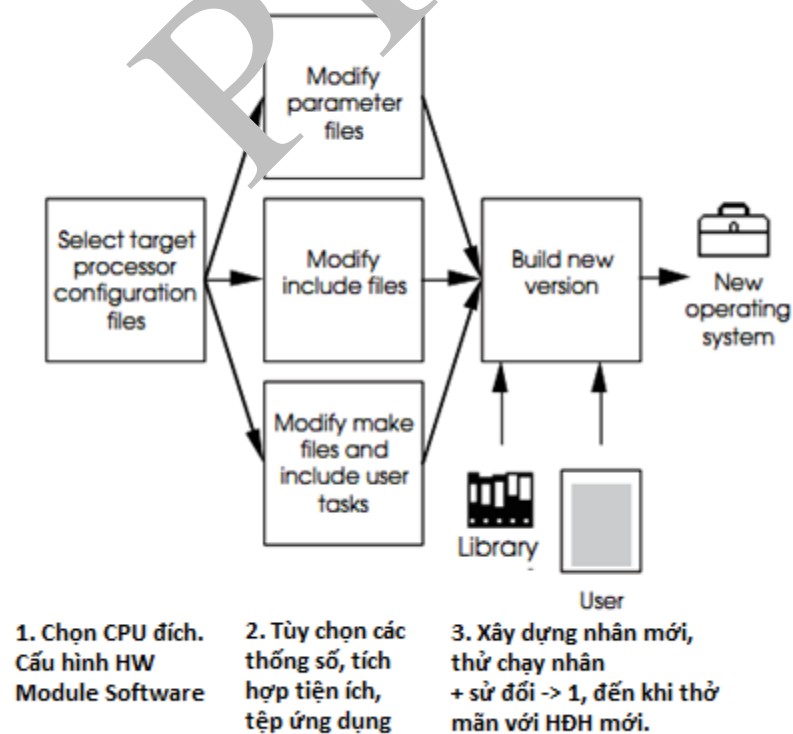 Modify
parameter
files
Select target
processor
configuration
files
Modify
include files
Build new
version
New
operating
system
Modify make
files and
include user
tasks
Library
User
1. Chọn CPU đích.
Cấu hình HW
Module Software
2. Tùy chọn các
thống số, tích
hợp tiện ích,
tệp ứng dụng
3. Xây dựng nhân mới,
thử chạy nhân
+ sử đổi -> 1, đến khi thở
mãn với HĐH mới.